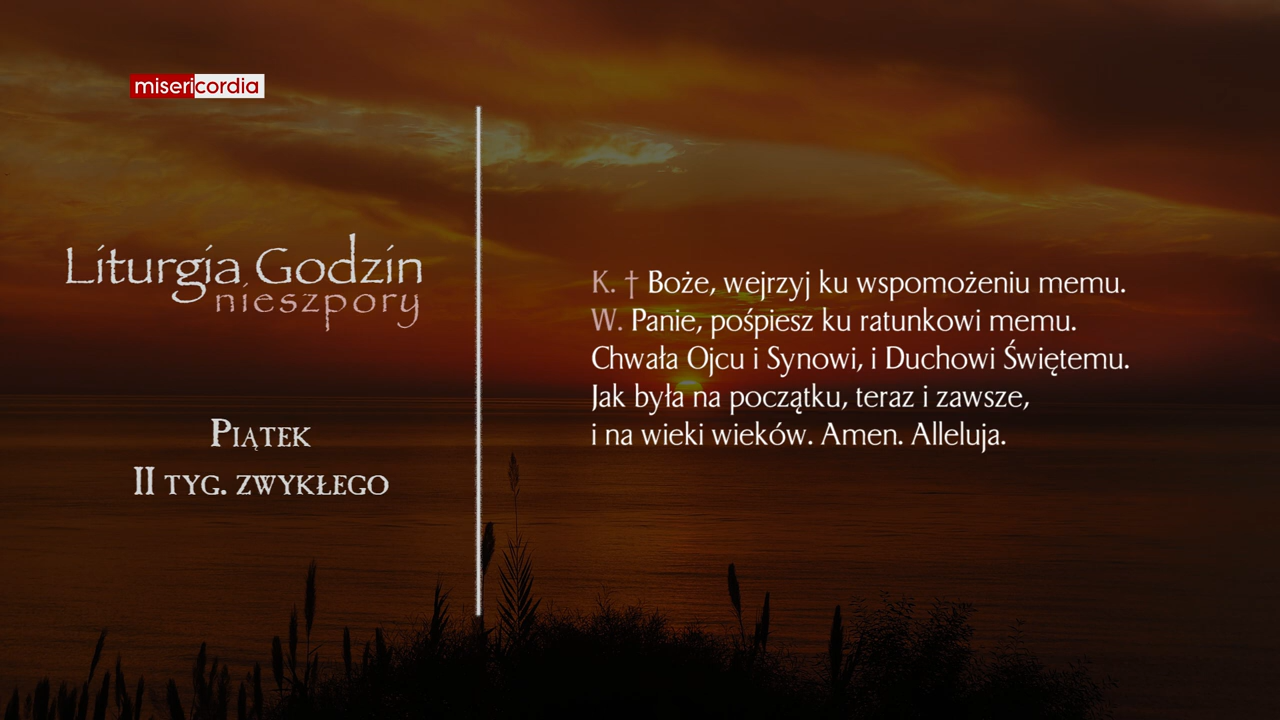 misericordia
Liturgia Godzin
nieszpory
Piątek
II tyg. zwykłego
K. † Boże, wejrzyj ku wspomożeniu memu.
W. Panie, pośpiesz ku ratunkowi memu.
Chwała Ojcu i Synowi, i Duchowi Świętemu.
Jak była na początku, teraz i zawsze,
i na wieki wieków. Amen. Alleluja.